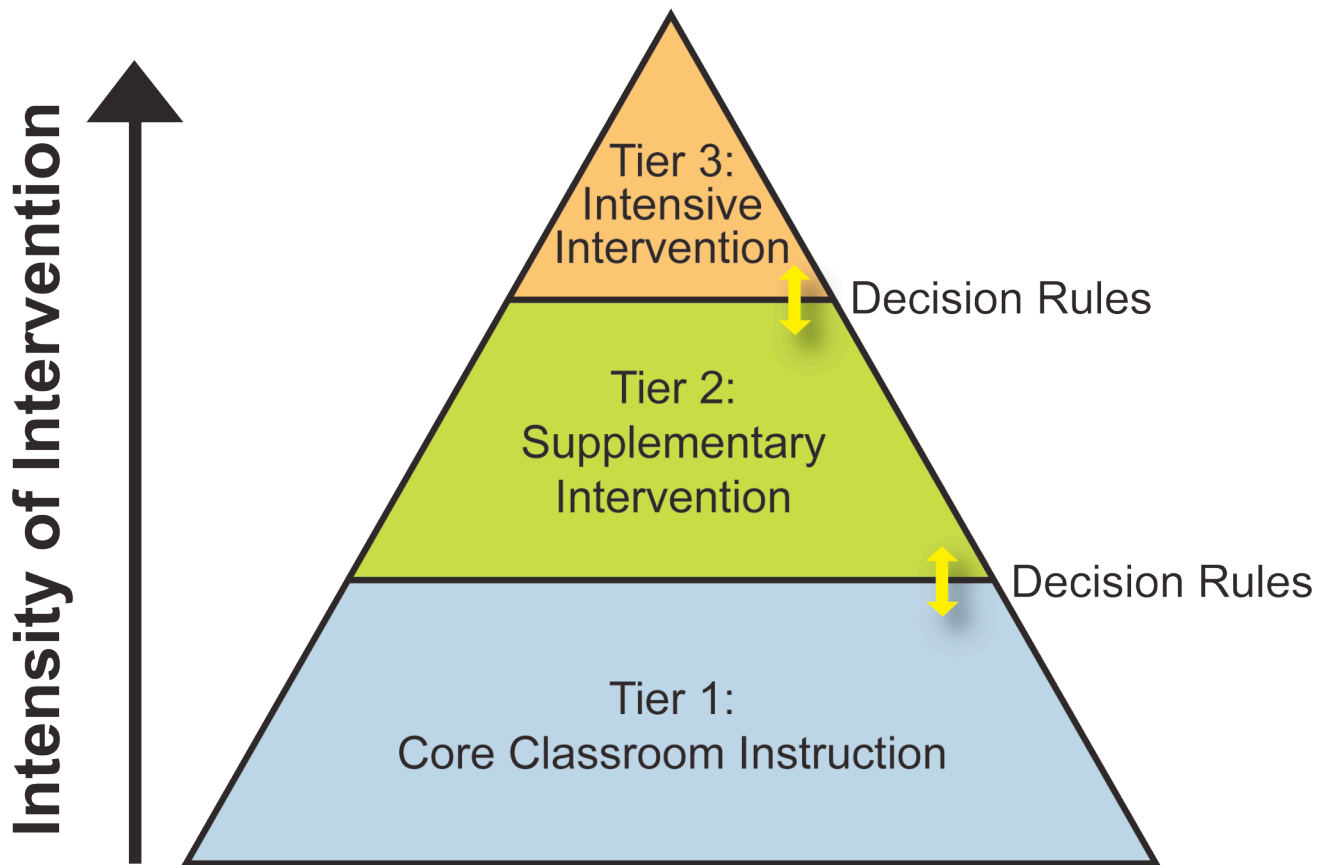 Intensity of Intervention
Tier 3:
Intensive
Intervention
Decision Rules
Tier 2:
Supplementary
Intervention
Decision Rules
Tier 1:
Core Classroom Instruction